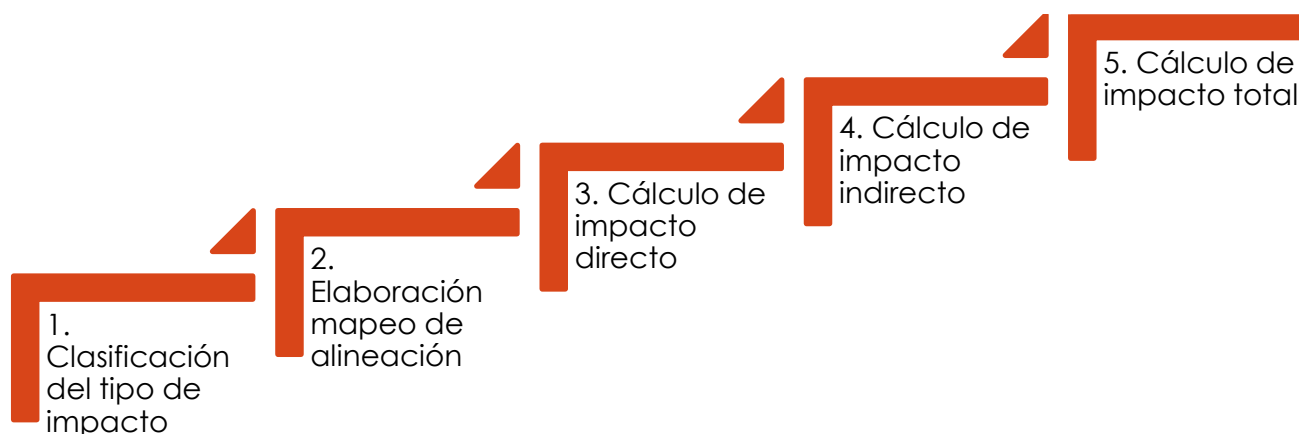 1.
Clasificación
del tipo de
impacto
2.
Elaboración
mapeo de
alineación
3. Cálculo de
impacto
directo
4. Cálculo de
impacto
indirecto
5. Cálculo de
impacto total